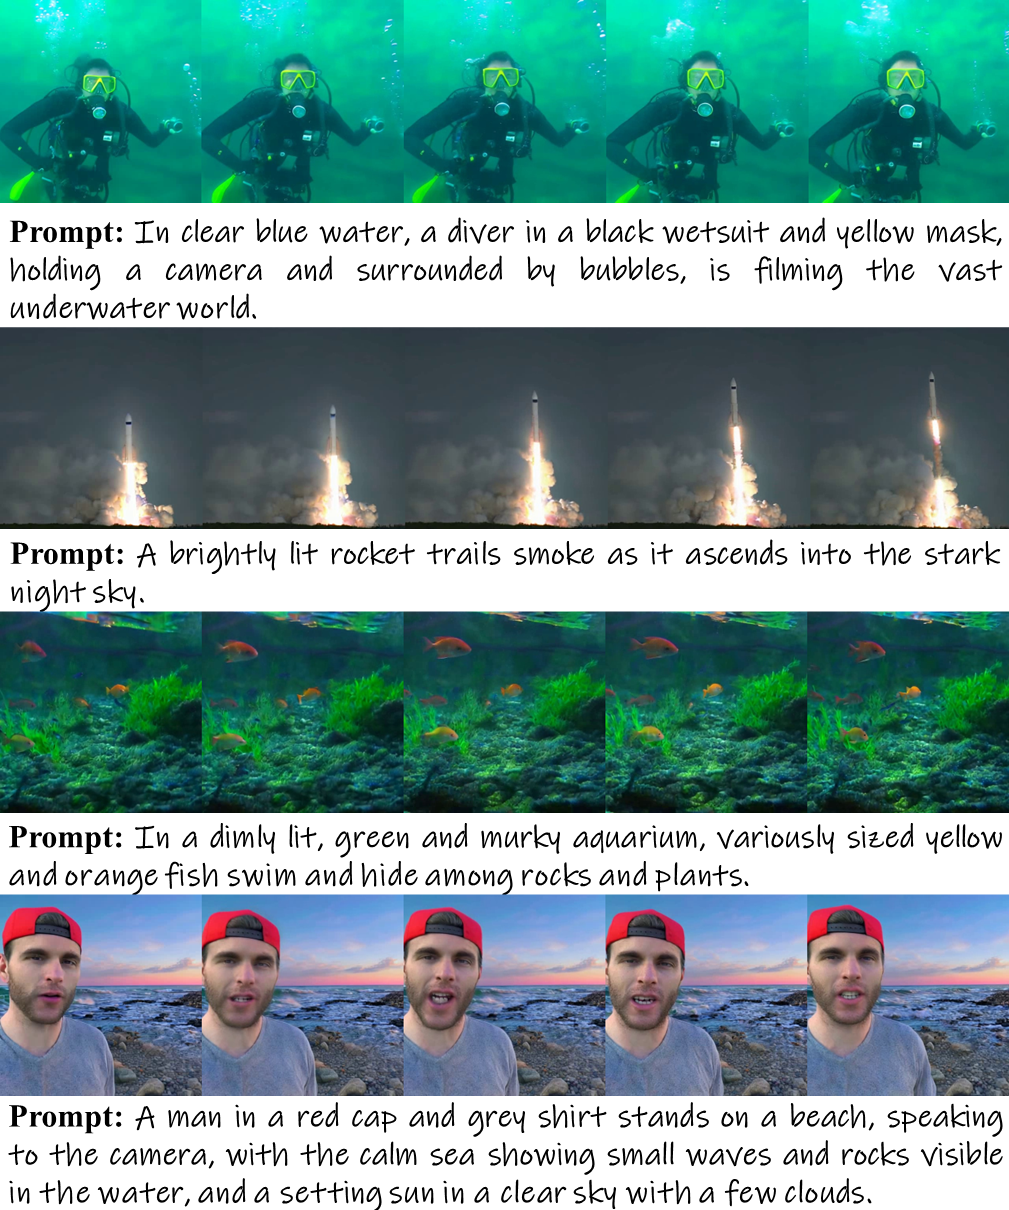 Prompt: In clear blue water, a diver in a black wetsuit and yellow mask,
holding a camera and surrounded by bubbles, is filming the vast
underwater world.
Prompt: A brightly lit rocket trails smoke as it ascends into the stark
night sky.
Prompt: In a dimly lit, green and murky aquarium, variously sized yellow
and orange fish swim and hide among rocks and plants.
Prompt: A man in a red cap and grey shirt stands on a beach, speaking
to the camera, with the calm sea showing small waves and rocks visible
in the water, and a setting sun in a clear sky with a few clouds.